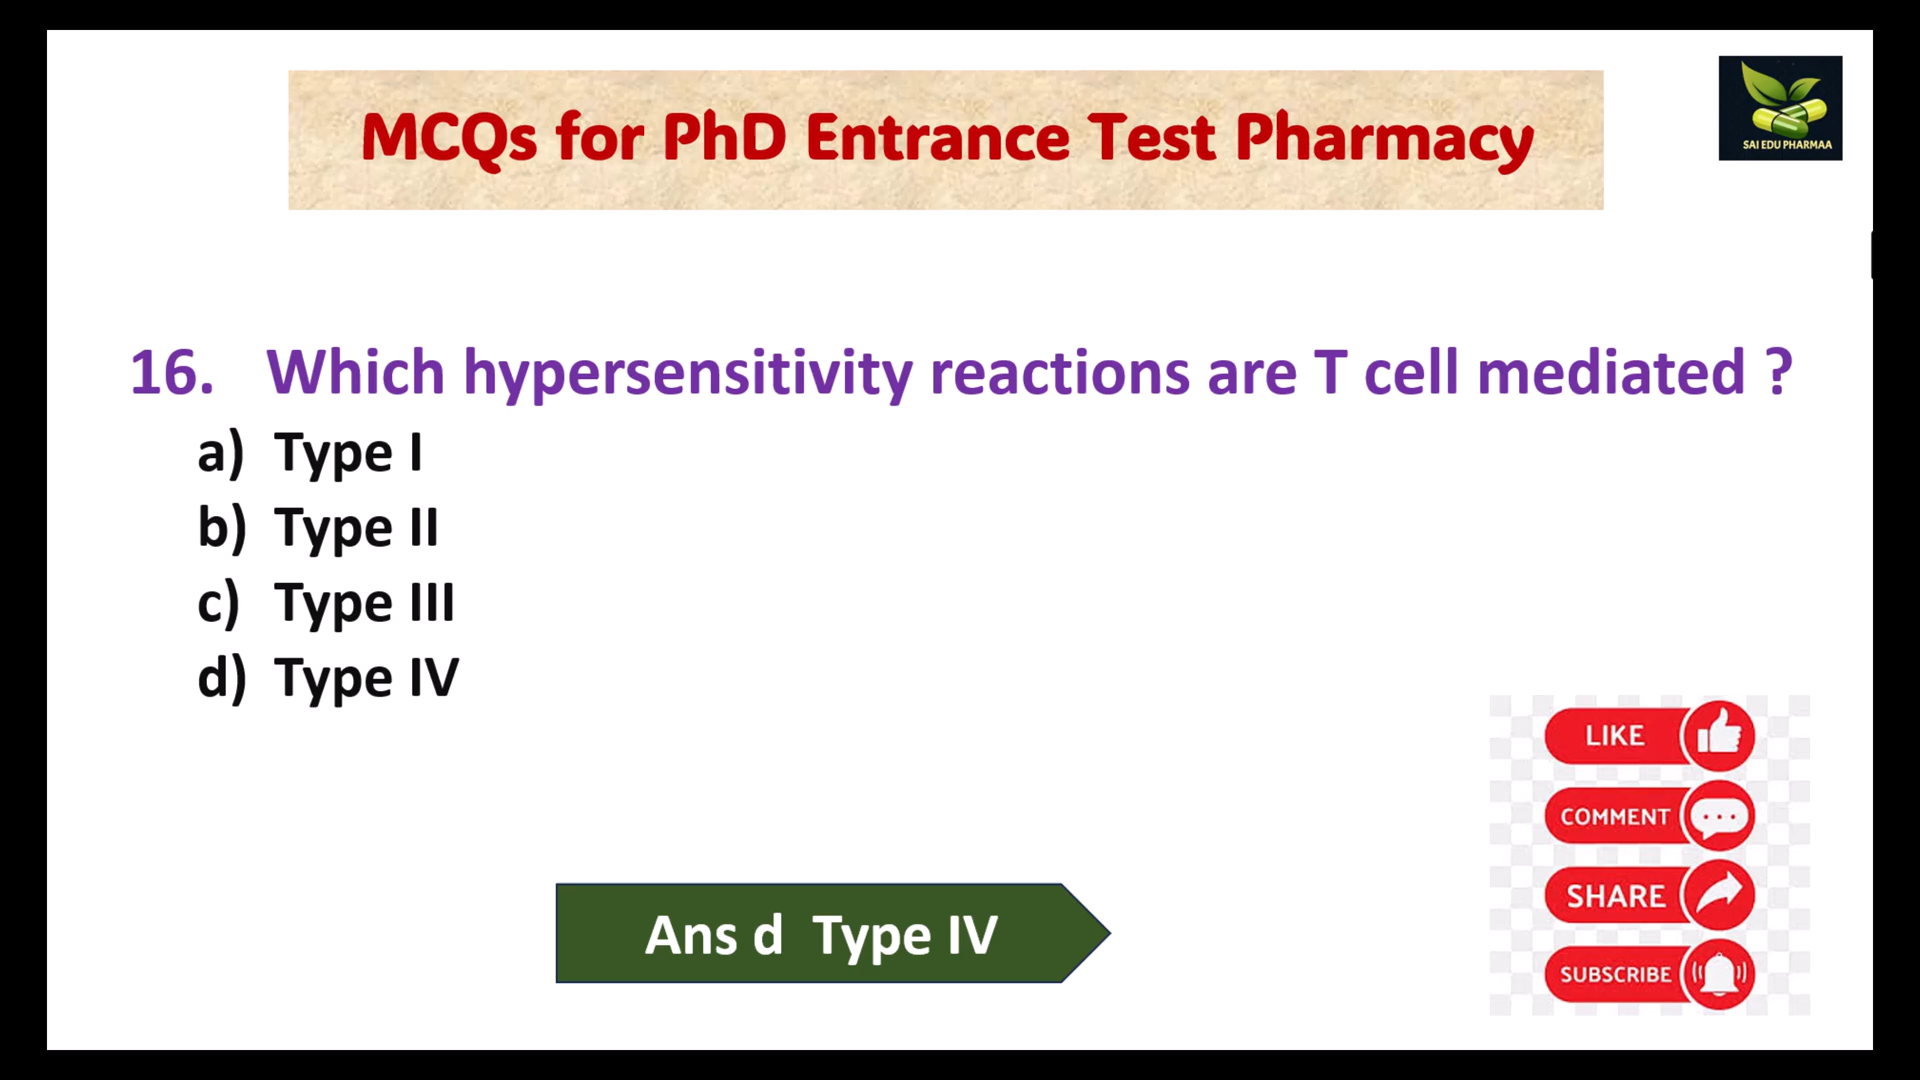 MCQs for PhD Entrance Test Pharmacy
SAI EDU PHARMAA
16. Which hypersensitivity reactions are T cell mediated ?
a) Type I
b) Type II
c) Type III
d) Type IV
LIKE
COMMENT
SHARE
SUBSCRIBE
Ans d Type IV